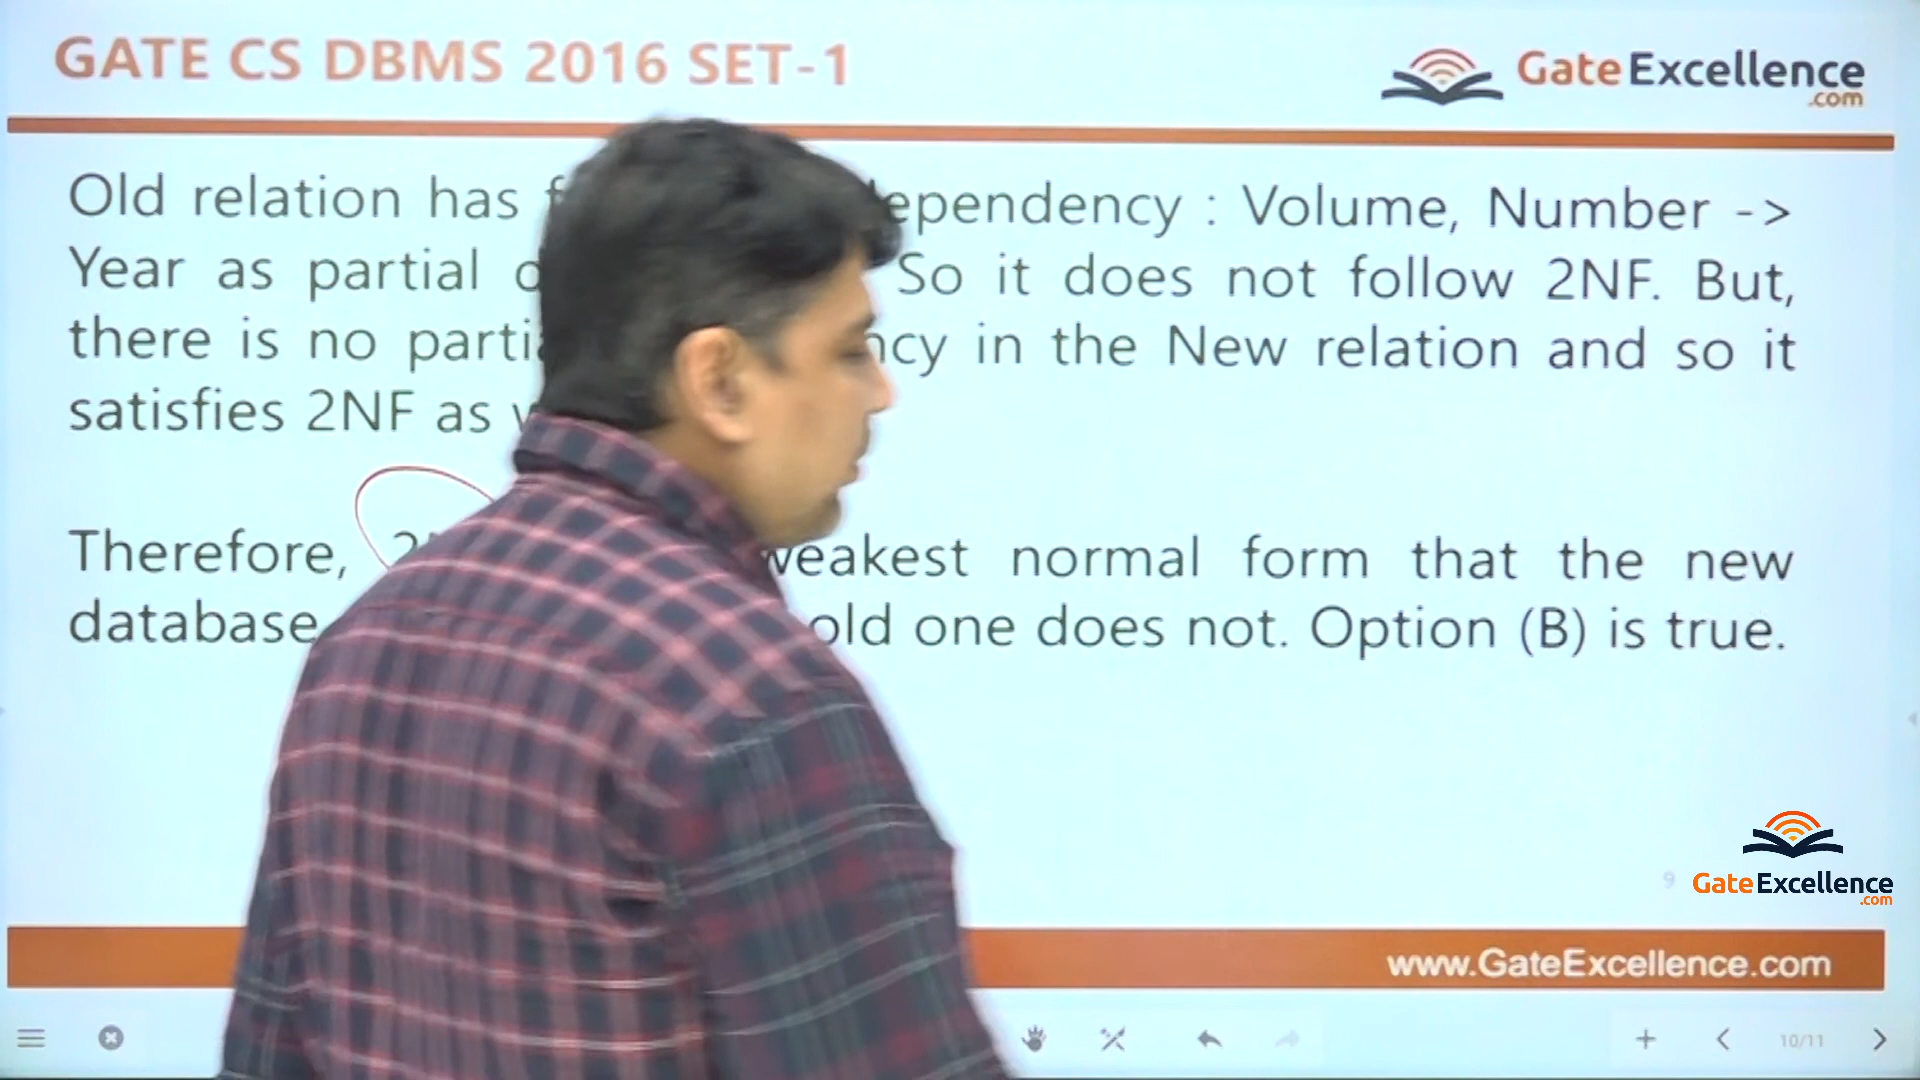 GATE CS DBMS 2016 SET-1
GateExcellence
.com
Old relation has ependency : Volume, Number ->
Year as partial So it does not follow 2NF. But,
there is no parti ncy in the New relation and so it
satisfies 2NF as
Therefore, weakest normal form that the new
database old one does not. Option (B) is true.
9
GateExcellence
.com
www.GateExcellence.com
10/11